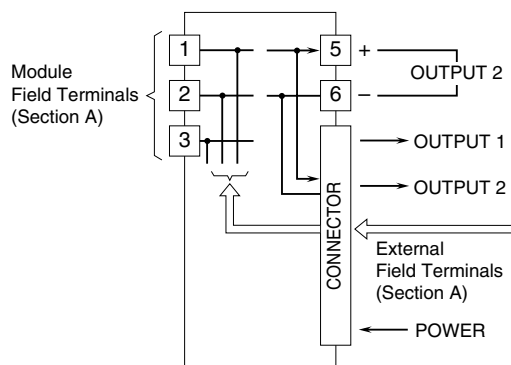 Module
Field Terminals
(Section A)
1
2
3
5 +
6 –
OUTPUT 2
OUTPUT 1
OUTPUT 2
CONNECTOR
External
Field Terminals
(Section A)
POWER